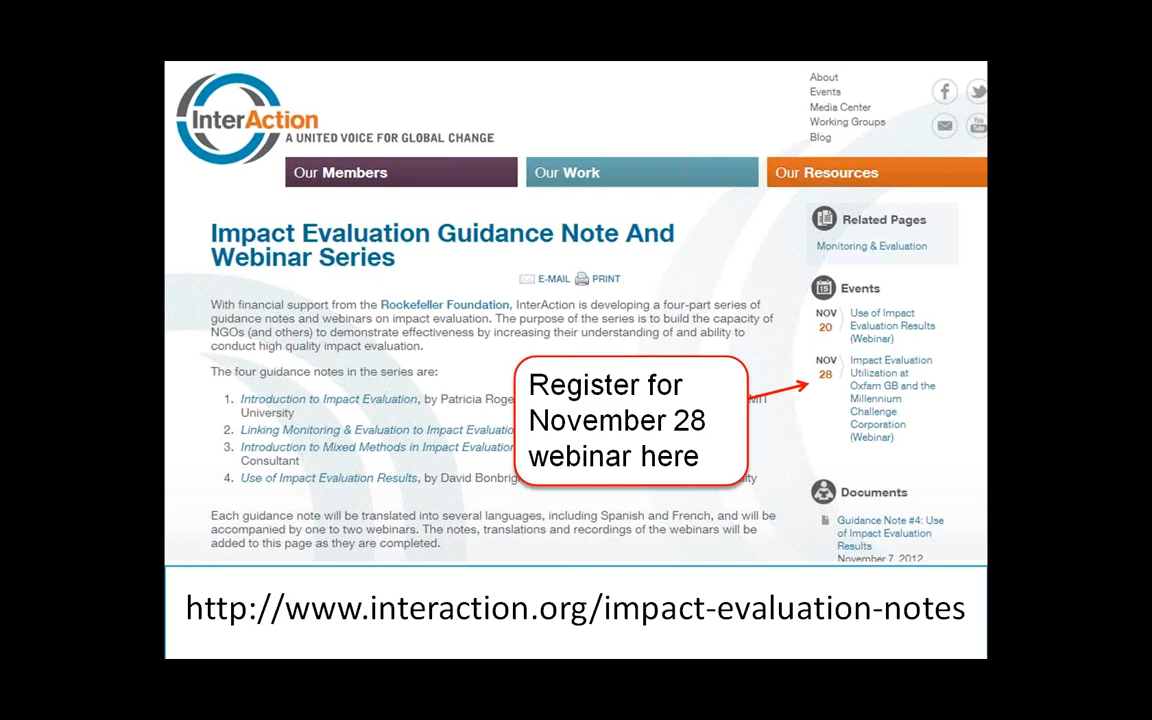 InterAction
A UNITED VOICE FOR GLOBAL CHANGE
About
Events
Media Center
Working Groups
Blog
Our Members
Our Work
Our Resources
Impact Evaluation Guidance Note And
Webinar Series
E-MAIL PRINT
With financial support from the Rockefeller Foundation, InterAction is developing a four-part series of
guidance notes and webinars on impact evaluation. The purpose of the series is to build the capacity of
NGOs (and others) to demonstrate effectiveness by increasing their understanding of and ability to
conduct high quality impact evaluation.
The four guidance notes in the series are:
1. Introduction to Impact Evaluation, by Patricia
University
2. Linking Monitoring & Evaluation to Impact
3. Introduction to Mixed Methods in Impact Evaluation
Consultant
4. Use of Impact Evaluation Results, by David
Each guidance note will be translated into several languages, including Spanish and French, and will be
accompanied by one to two webinars. The notes, translations and recordings of the webinars will be
added to this page as they are completed.
Register for
November 28
webinar here
Related Pages
Monitoring & Evaluation
Events
NOV
20
Use of Impact
Evaluation Results
(Webinar)
NOV
28
Impact Evaluation
Utilization at
Oxfam GB and the
Millennium
Challenge
Corporation
(Webinar)
Documents
Guidance Note #4: Use
of Impact Evaluation
Results
November 7, 2012,
http://www.interaction.org/impact-evaluation-notes